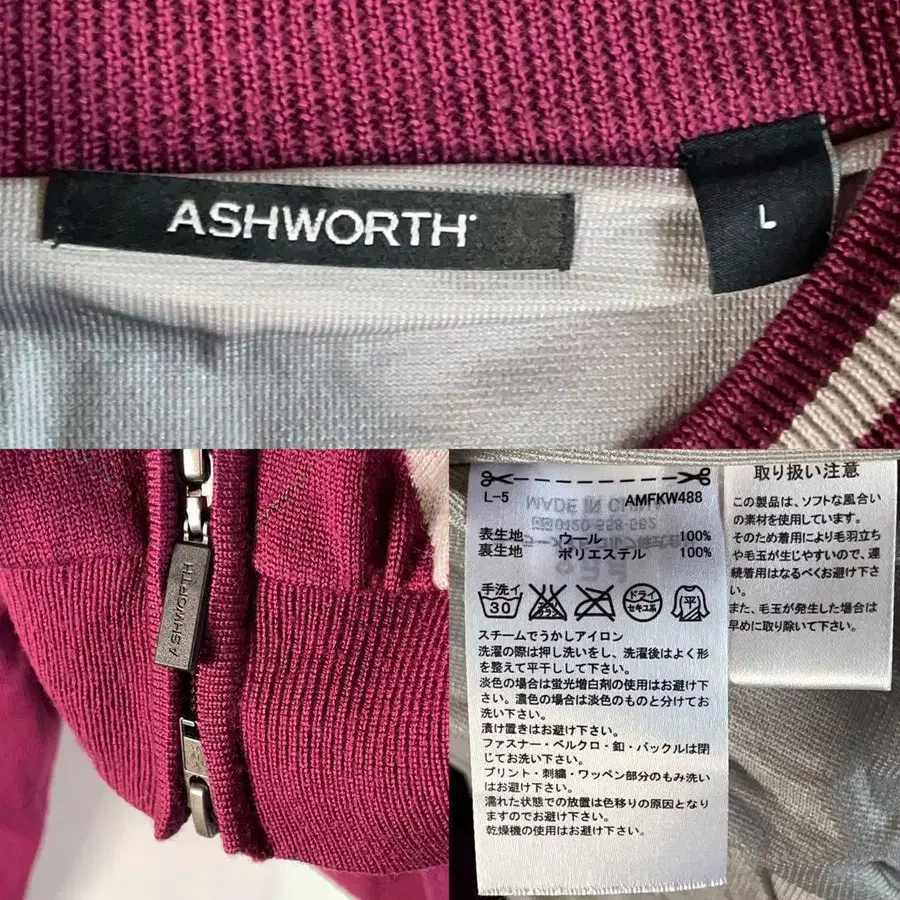 ASHWORTH
L
ASHWORTH
L-5 AMFKW488
MADE IN CHINA
0120-558-562
表生地 ウール 100%
裏生地 ポリエステル 100%
手洗イ
30
ドライ
セキユ系
平
スチームでうかしアイロン
洗濯の際は押し洗いをし、洗濯後はよく形
を整えて平干しして下さい。
淡色の場合は蛍光増白剤の使用はお避け下
さい。濃色の場合は淡色のものと分けてお
洗い下さい。
漬け置きはお避け下さい。
ファスナー・ベルクロ・釦・バックルは閉
じてお洗い下さい。
プリント・刺繍・ワッペン部分のもみ洗い
はお避け下さい。
濡れた状態での放置は色移りの原因となり
ますのでお避け下さい。
乾燥機の使用はお避け下さい。
取り扱い注意
この製品は、ソフトな風合い
の素材を使用しています。
そのため着用により毛羽立ち
や毛玉が生じやすいので、連
続着用はなるべくお避け下さ
い。
また、毛玉が発生した場合は
早めに取り除いて下さい。